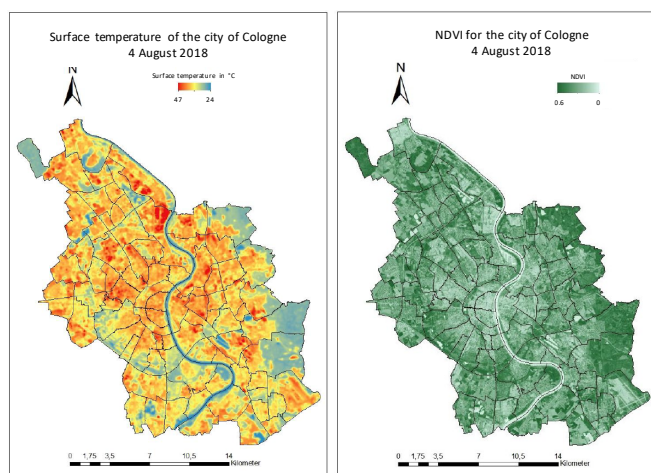 Surface temperature of the city of Cologne
4 August 2018
N
Surface temperature in °C
47 24
0 1,75 3,5 7 10,5 14
Kilometer
NDVI for the city of Cologne
4 August 2018
N
NDVI
0.6 0
0 1,75 3,5 7 10,5 14
Kilometer